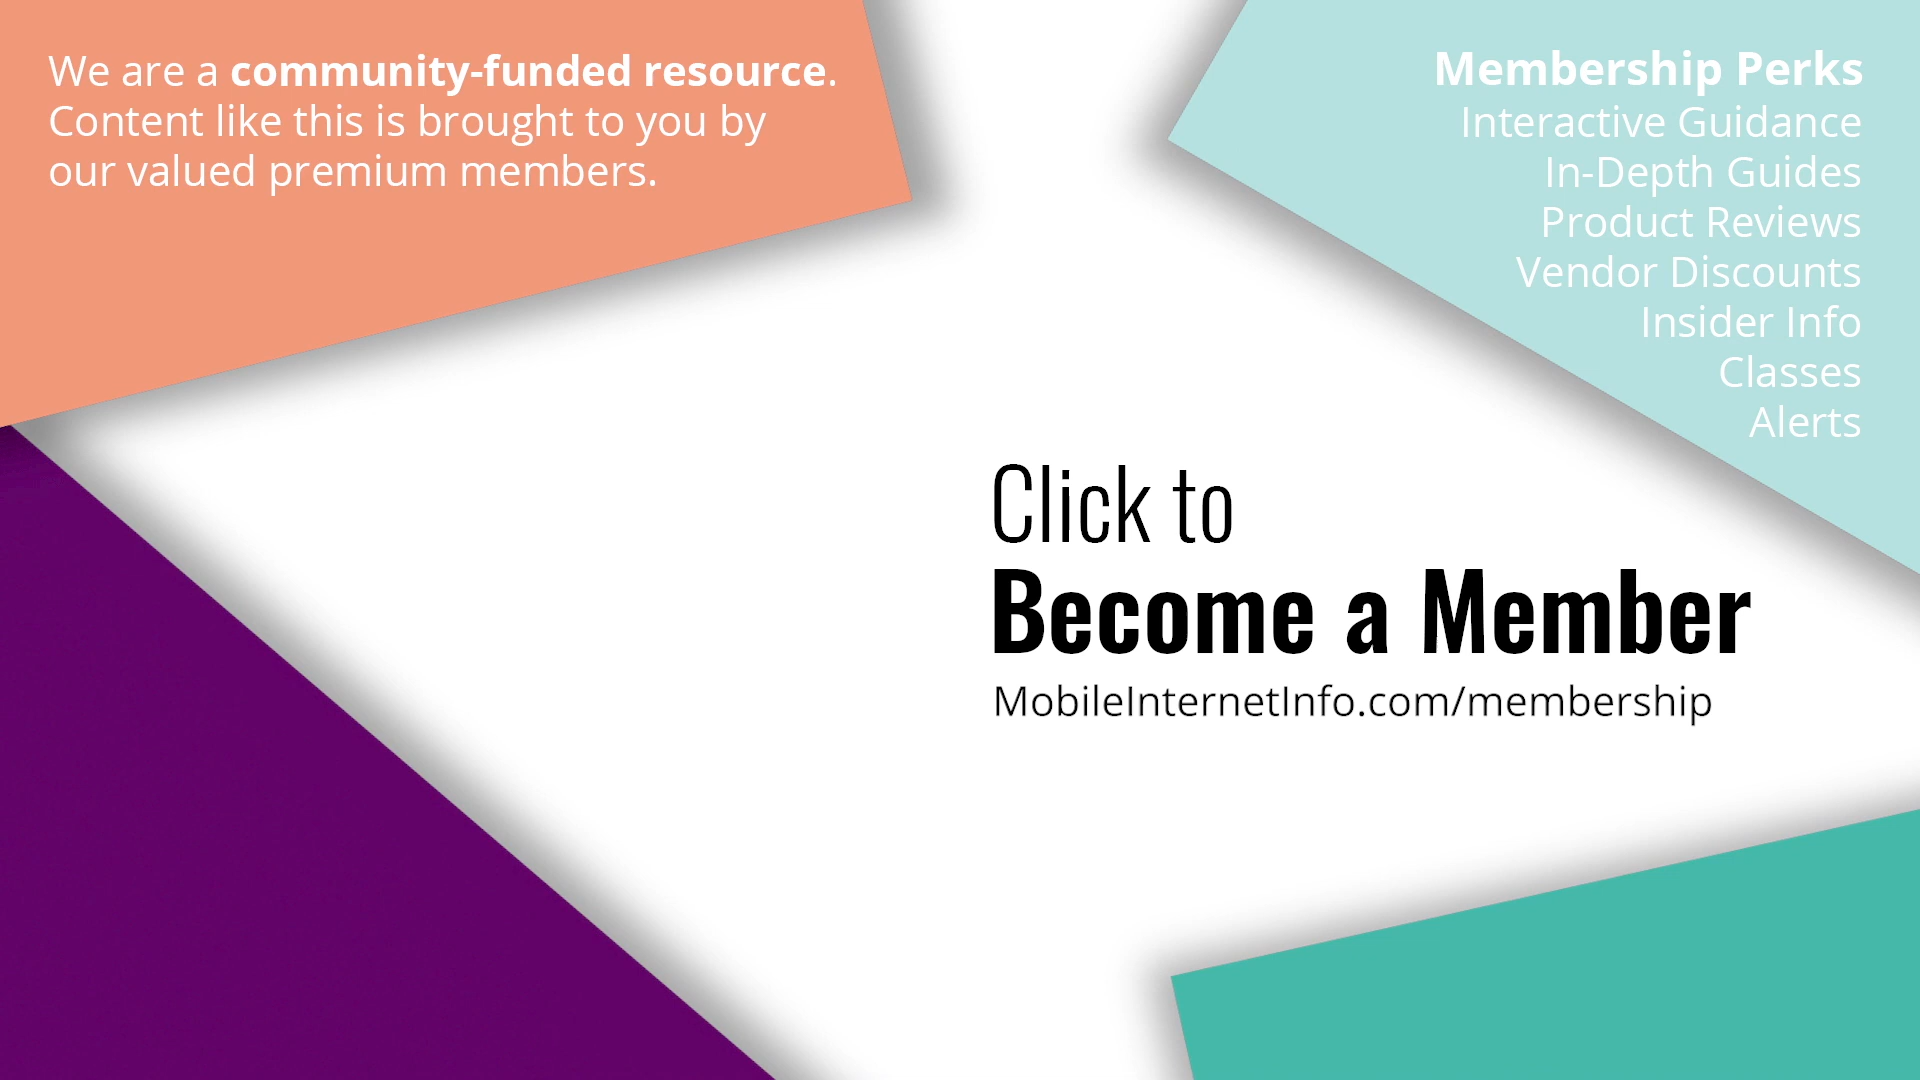 We are a community-funded resource.
Content like this is brought to you by
our valued premium members.
Membership Perks
Interactive Guidance
In-Depth Guides
Product Reviews
Vendor Discounts
Insider Info
Classes
Alerts
Click to
Become a Member
MobileInternetInfo.com/membership